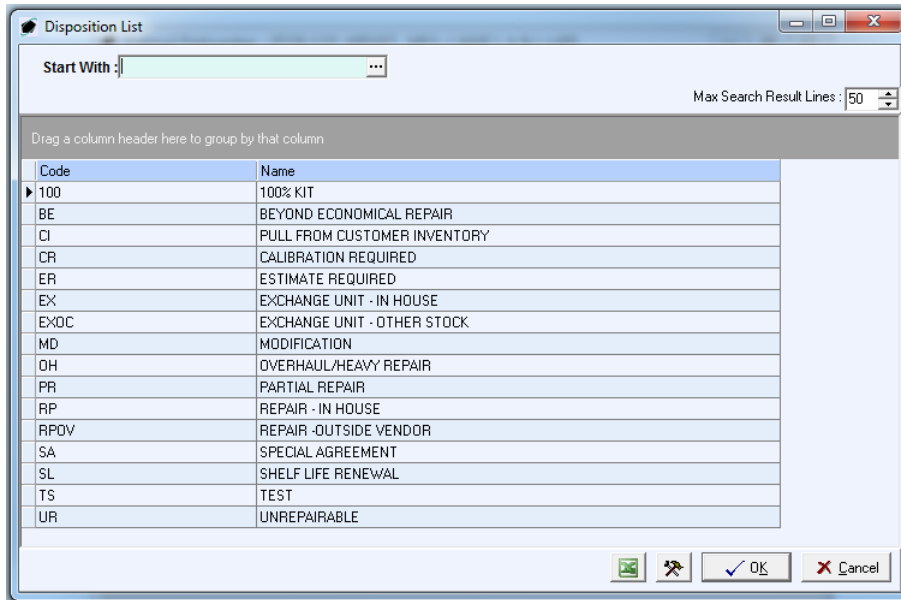 Disposition List
Start With :
...
Max Search Result Lines : 50
Drag a column header here to group by that column
Code Name
100 100% KIT
BE BEYOND ECONOMICAL REPAIR
CI PULL FROM CUSTOMER INVENTORY
CR CALIBRATION REQUIRED
ER ESTIMATE REQUIRED
EX EXCHANGE UNIT - IN HOUSE
EXOC EXCHANGE UNIT - OTHER STOCK
MD MODIFICATION
OH OVERHAUL/HEAVY REPAIR
PR PARTIAL REPAIR
RP REPAIR - IN HOUSE
RPOV REPAIR -OUTSIDE VENDOR
SA SPECIAL AGREEMENT
SL SHELF LIFE RENEWAL
TS TEST
UR UNREPAIRABLE
OK Cancel